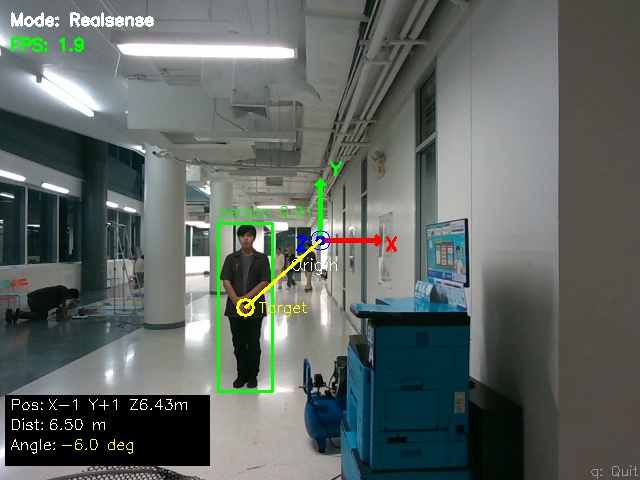 Mode: Realsense
FPS: 1.9
Y
Z
X
Origin
Target
Pos: X-1 Y+1 Z6.43m
Dist: 6.50 m
Angle: -6.0 deg
q: Quit